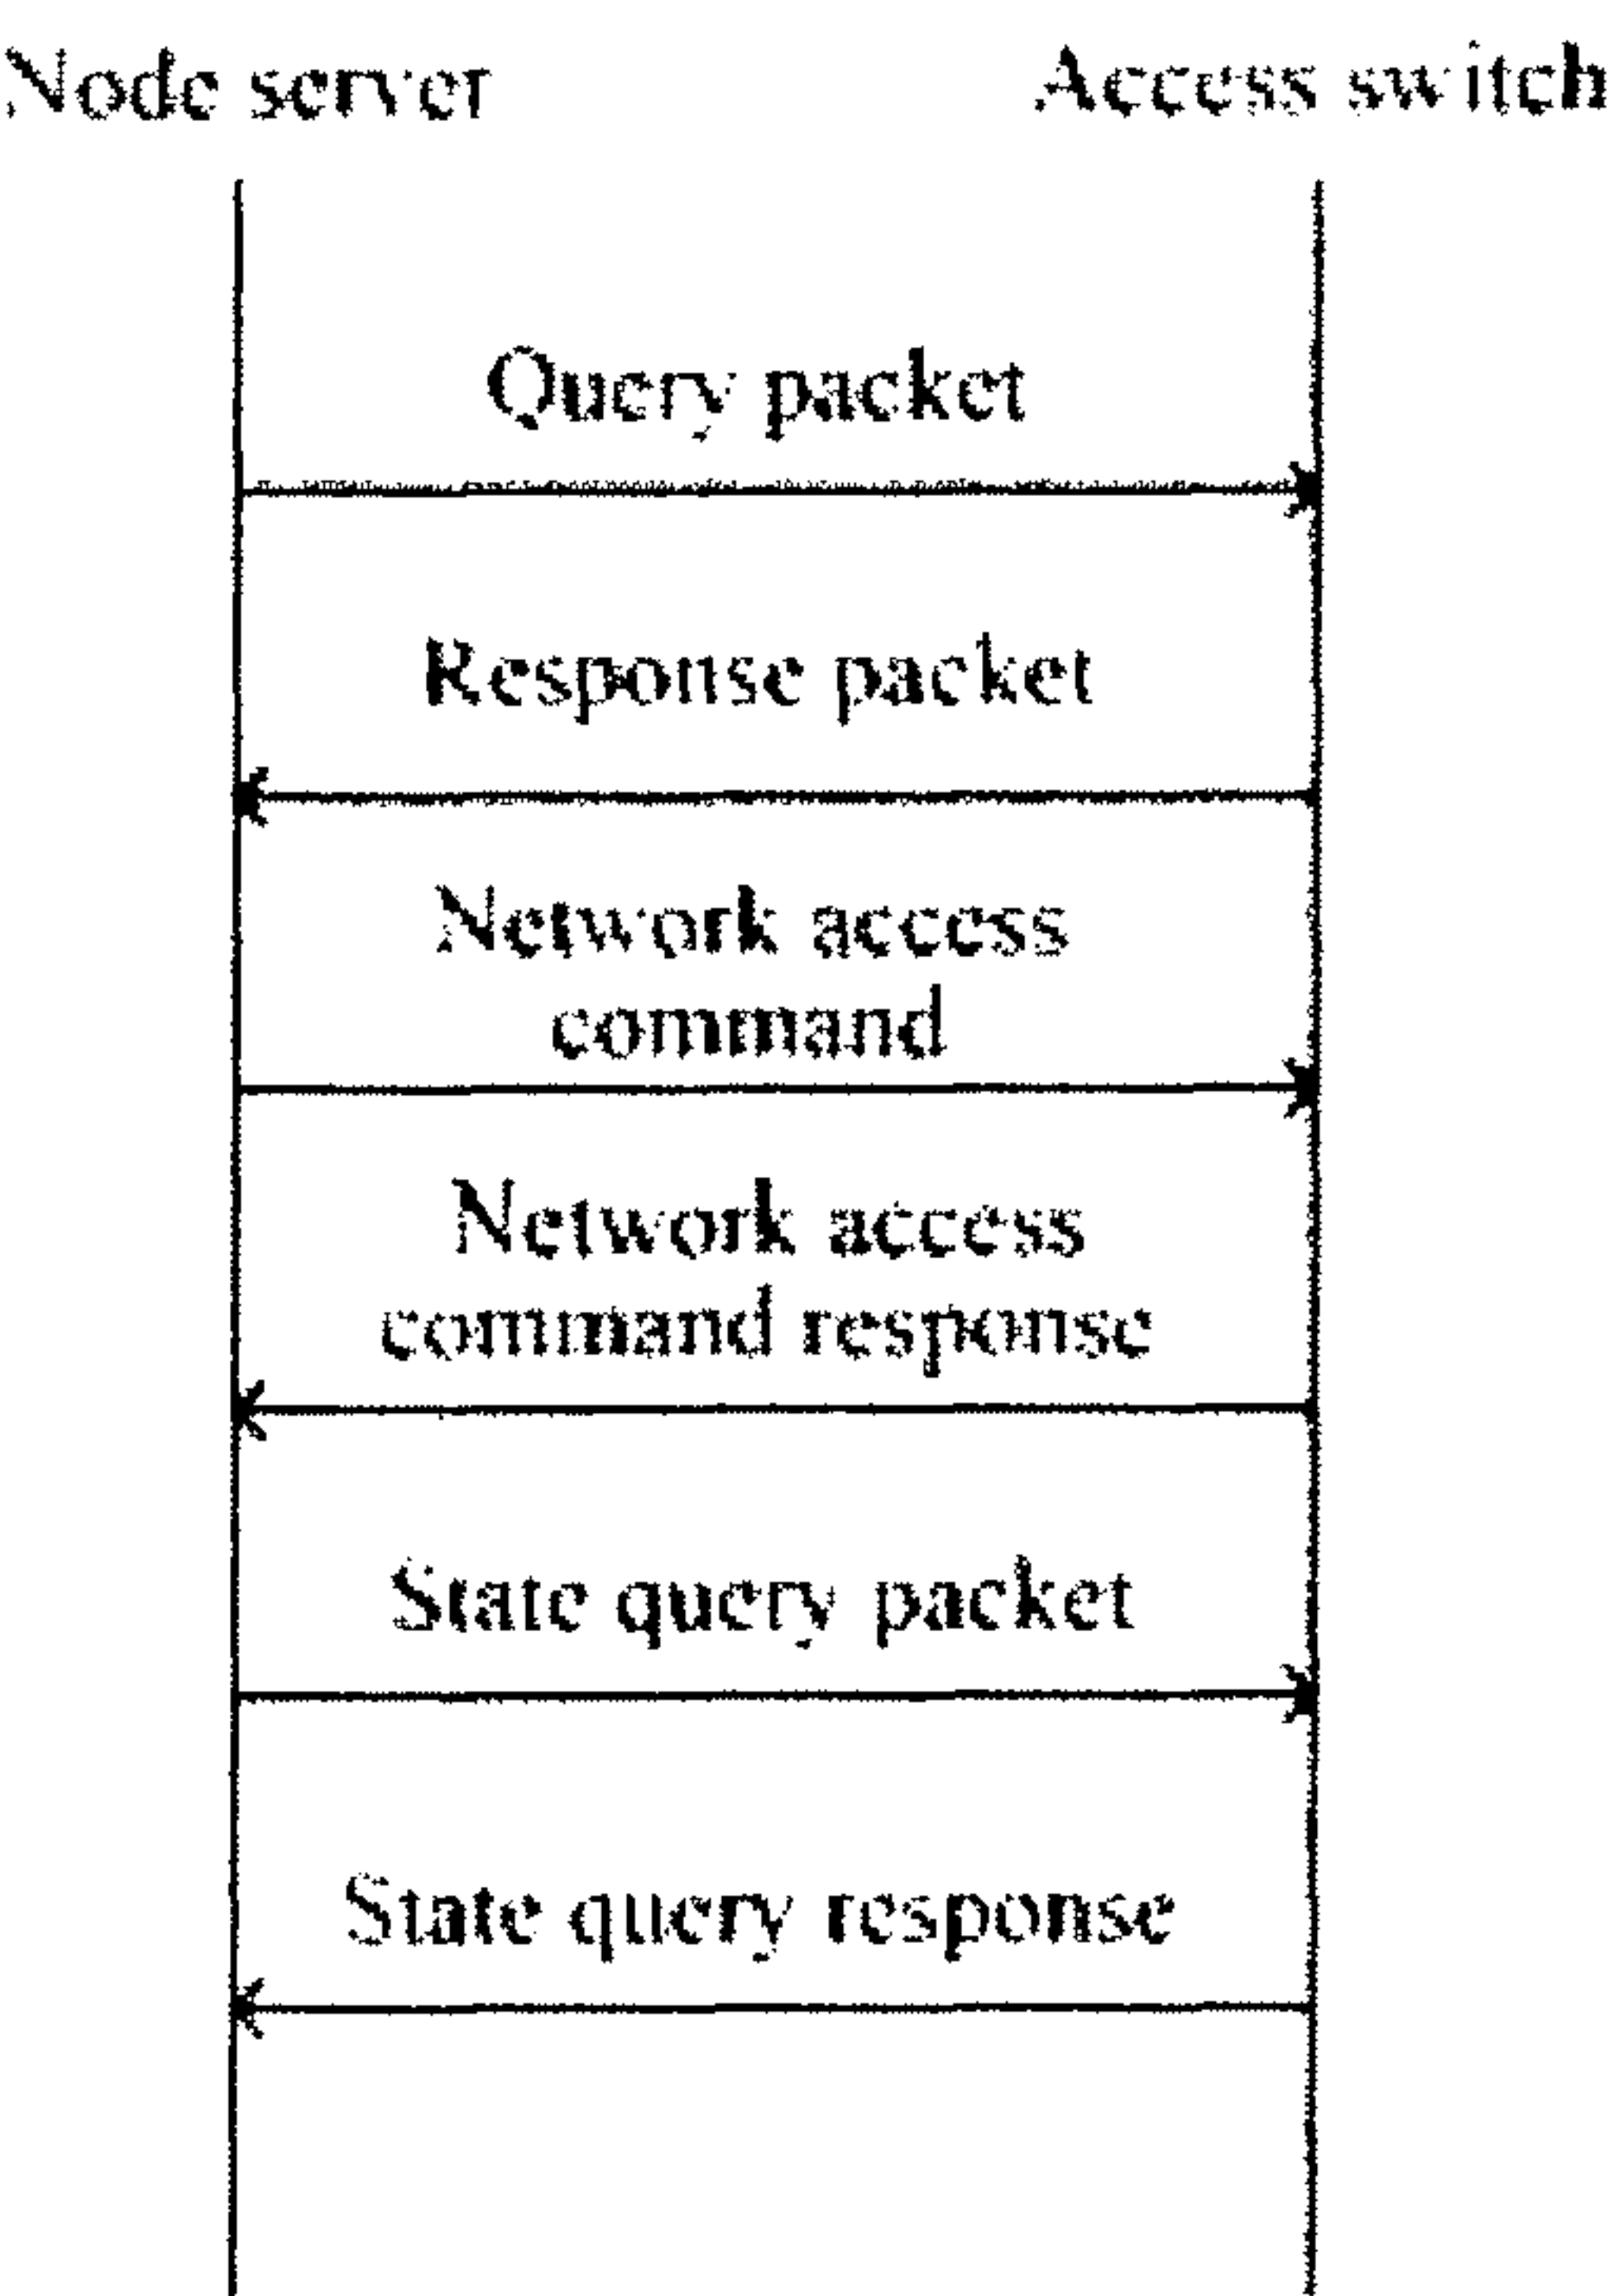 Node server Access switch
Query packet
Response packet
Network access
command
Network access
command response
State query packet
State query response